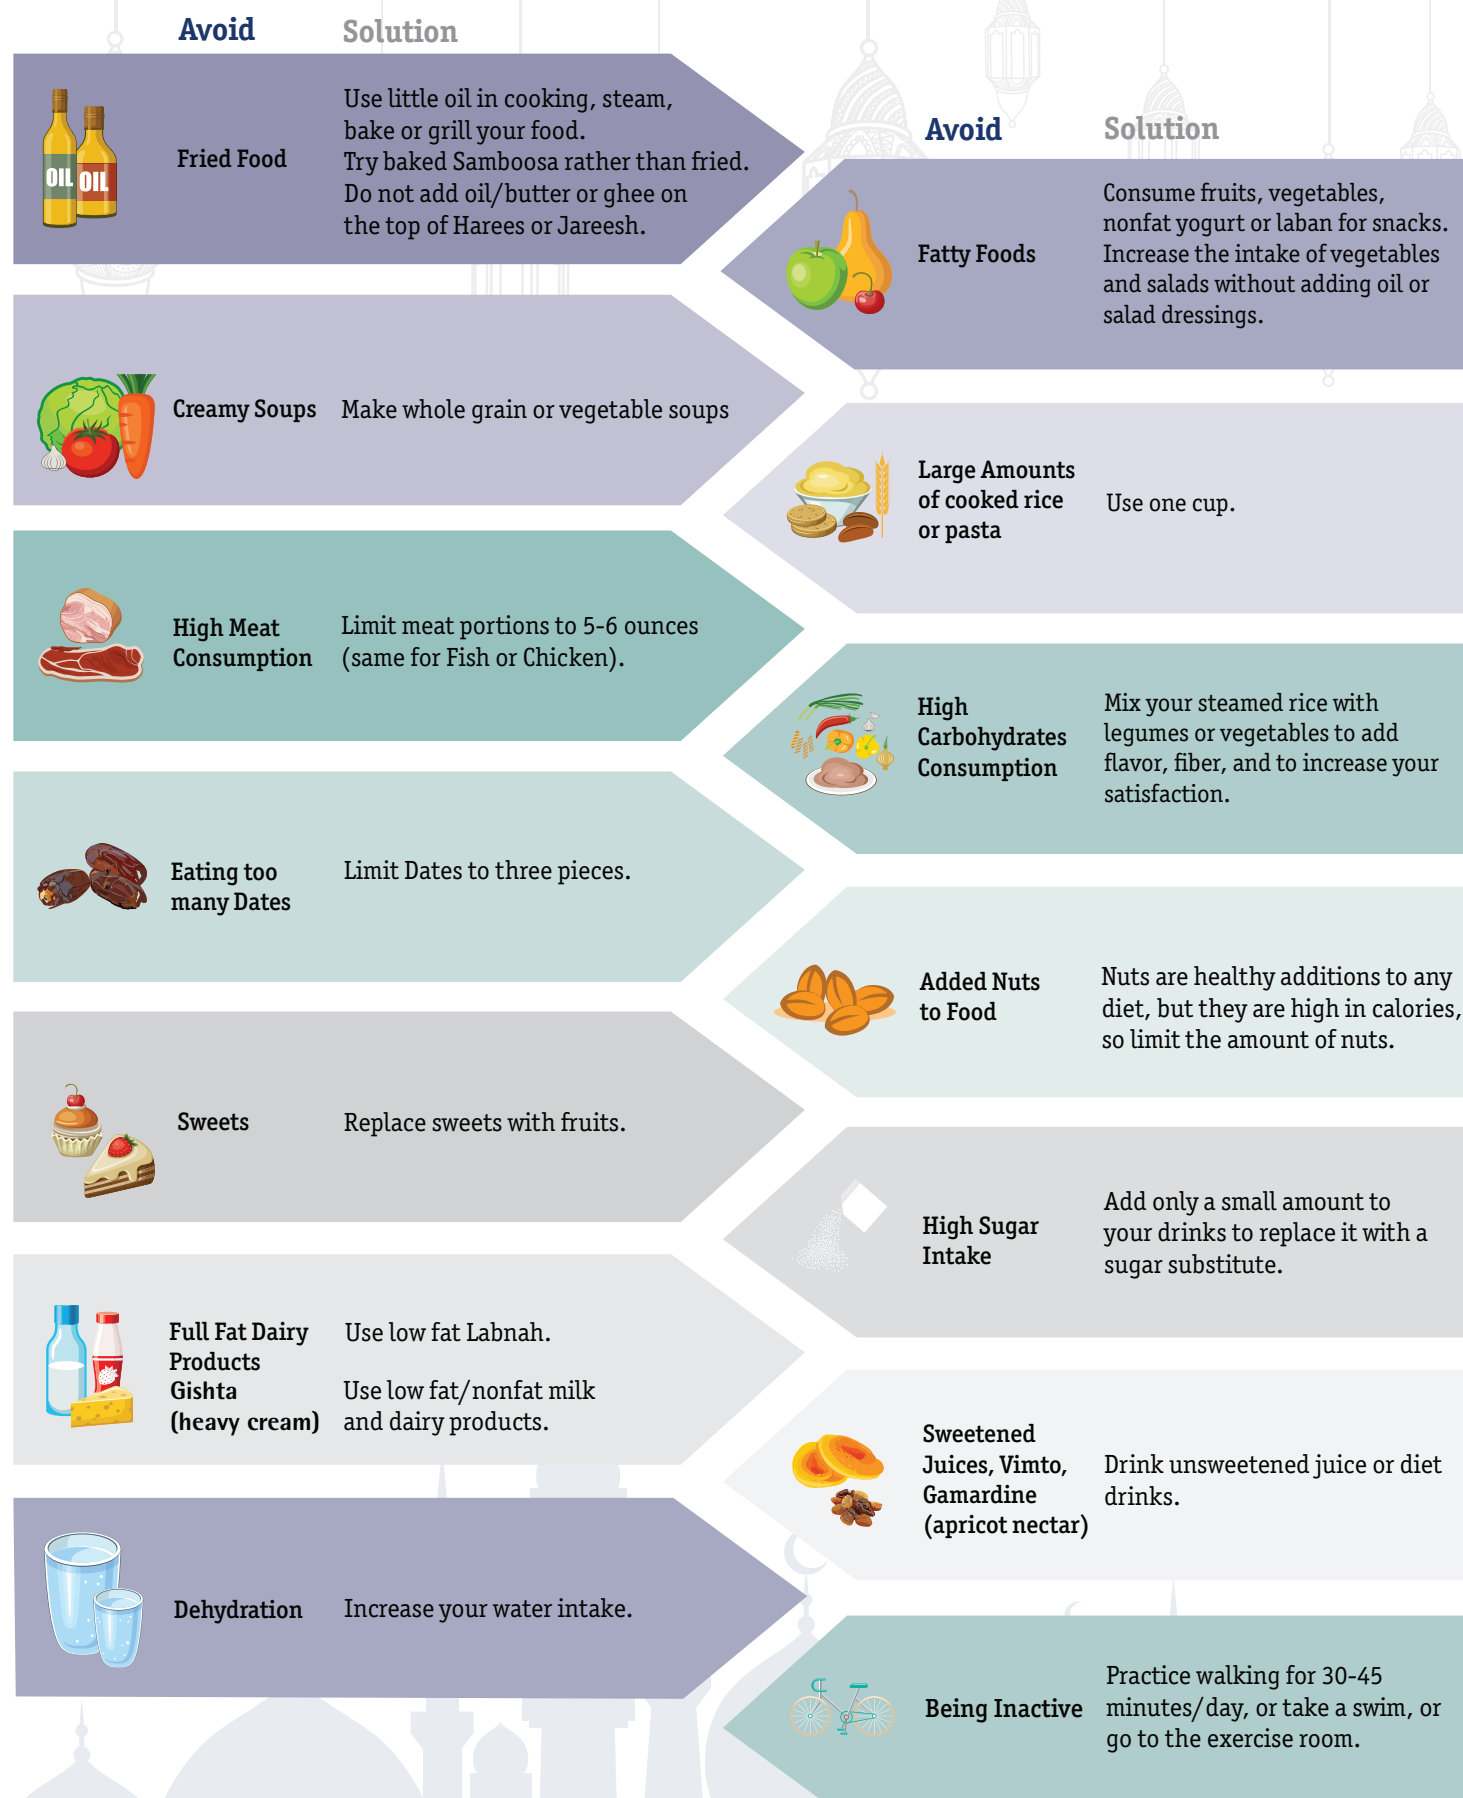 Avoid Solution
OIL OIL
Fried Food
Use little oil in cooking, steam,
bake or grill your food.
Try baked Samboosa rather than fried.
Do not add oil/butter or ghee on
the top of Harees or Jareesh.
Creamy Soups
Make whole grain or vegetable soups
High Meat
Consumption
Limit meat portions to 5-6 ounces
(same for Fish or Chicken).
Eating too
many Dates
Limit Dates to three pieces.
Sweets
Replace sweets with fruits.
Full Fat Dairy
Products
Gishta
(heavy cream)
Use low fat Labnah.
Use low fat/nonfat milk
and dairy products.
Dehydration
Increase your water intake.
Avoid Solution
Fatty Foods
Consume fruits, vegetables,
nonfat yogurt or laban for snacks.
Increase the intake of vegetables
and salads without adding oil or
salad dressings.
Large Amounts
of cooked rice
or pasta
Use one cup.
High
Carbohydrates
Consumption
Mix your steamed rice with
legumes or vegetables to add
flavor, fiber, and to increase your
satisfaction.
Added Nuts
to Food
Nuts are healthy additions to any
diet, but they are high in calories,
so limit the amount of nuts.
High Sugar
Intake
Add only a small amount to
your drinks to replace it with a
sugar substitute.
Sweetened
Juices, Vimto,
Gamardine
(apricot nectar)
Drink unsweetened juice or diet
drinks.
Being Inactive
Practice walking for 30-45
minutes/day, or take a swim, or
go to the exercise room.